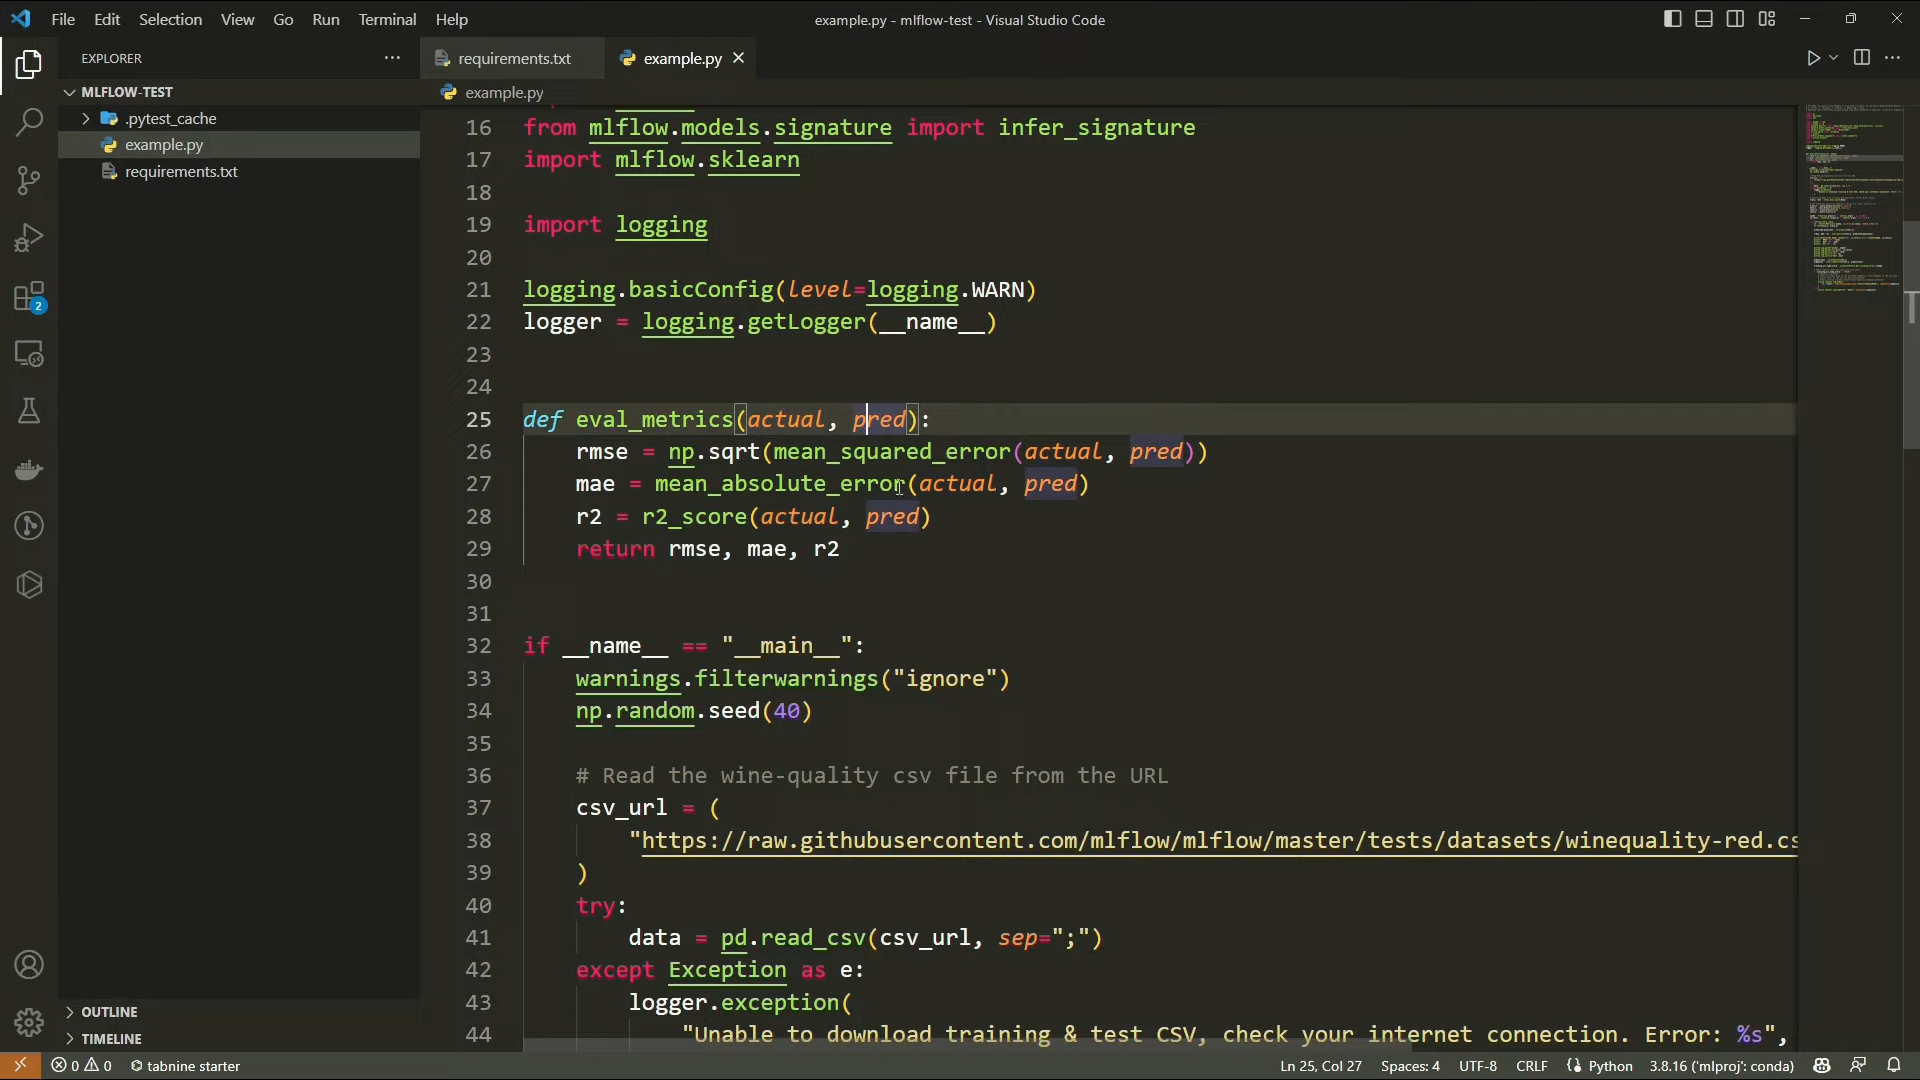 File Edit Selection View Go Run Terminal Help
example.py - mlflow-test - Visual Studio Code
EXPLORER
requirements.txt
example.py
MLFLOW-TEST
example.py
.pytest_cache
example.py
requirements.txt
2
16 from mlflow.models.signature import infer_signature
17 import mlflow.sklearn
18
19 import logging
20
21 logging.basicConfig(level=logging.WARN)
22 logger = logging.getLogger(__name__)
23
24
25 def eval_metrics(actual, pred):
26 rmse = np.sqrt(mean_squared_error(actual, pred))
27 mae = mean_absolute_error(actual, pred)
28 r2 = r2_score(actual, pred)
29 return rmse, mae, r2
30
31
32 if __name__ == "__main__":
33 warnings.filterwarnings("ignore")
34 np.random.seed(40)
35
36 # Read the wine-quality csv file from the URL
37 csv_url = (
38 "https://raw.githubusercontent.com/mlflow/mlflow/master/tests/datasets/winequality-red.cs
39 )
40 try:
41 data = pd.read_csv(csv_url, sep=";")
42 except Exception as e:
43 logger.exception(
44 "Unable to download training & test CSV, check your internet connection. Error: %s",
OUTLINE
TIMELINE
0 0 tabnine starter
Ln 25, Col 27 Spaces: 4 UTF-8 CRLF Python 3.8.16 ('mlproj': conda)